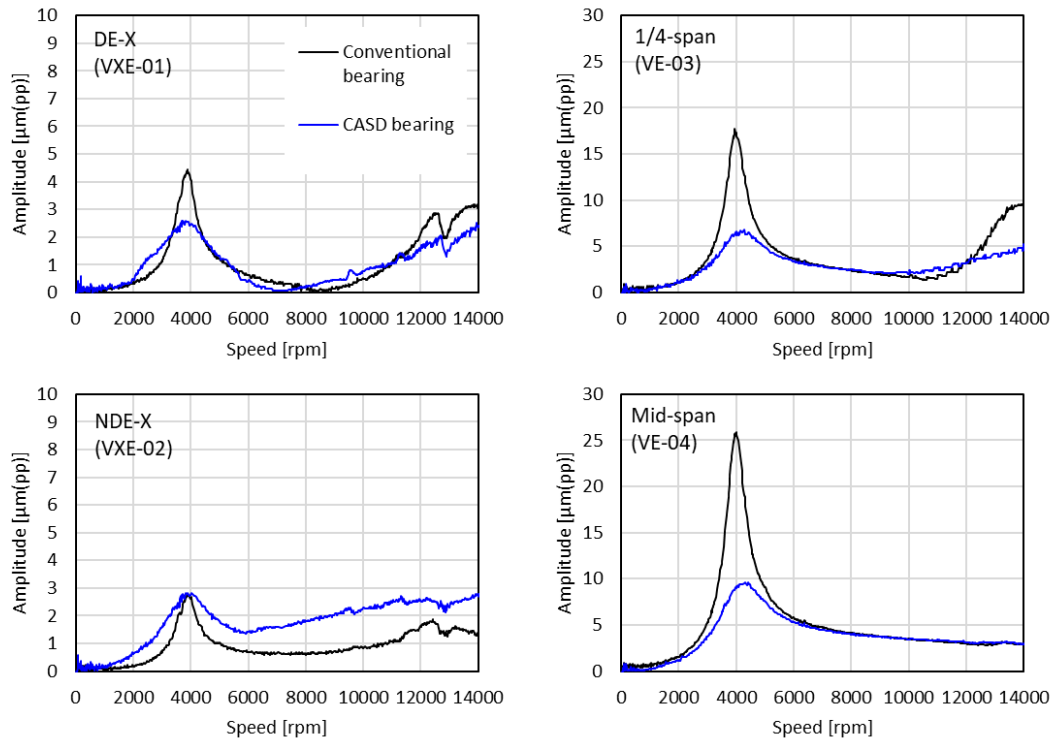 DE-X
(VXE-01)
Conventional
bearing
CASD bearing
Amplitude [µm(pp)]
10
9
8
7
6
5
4
3
2
1
0
0 2000 4000 6000 8000 10000 12000 14000
Speed [rpm]
1/4-span
(VE-03)
Amplitude [µm(pp)]
30
25
20
15
10
5
0
0 2000 4000 6000 8000 10000 12000 14000
Speed [rpm]
NDE-X
(VXE-02)
Amplitude [µm(pp)]
10
9
8
7
6
5
4
3
2
1
0
0 2000 4000 6000 8000 10000 12000 14000
Speed [rpm]
Mid-span
(VE-04)
Amplitude [µm(pp)]
30
25
20
15
10
5
0
0 2000 4000 6000 8000 10000 12000 14000
Speed [rpm]